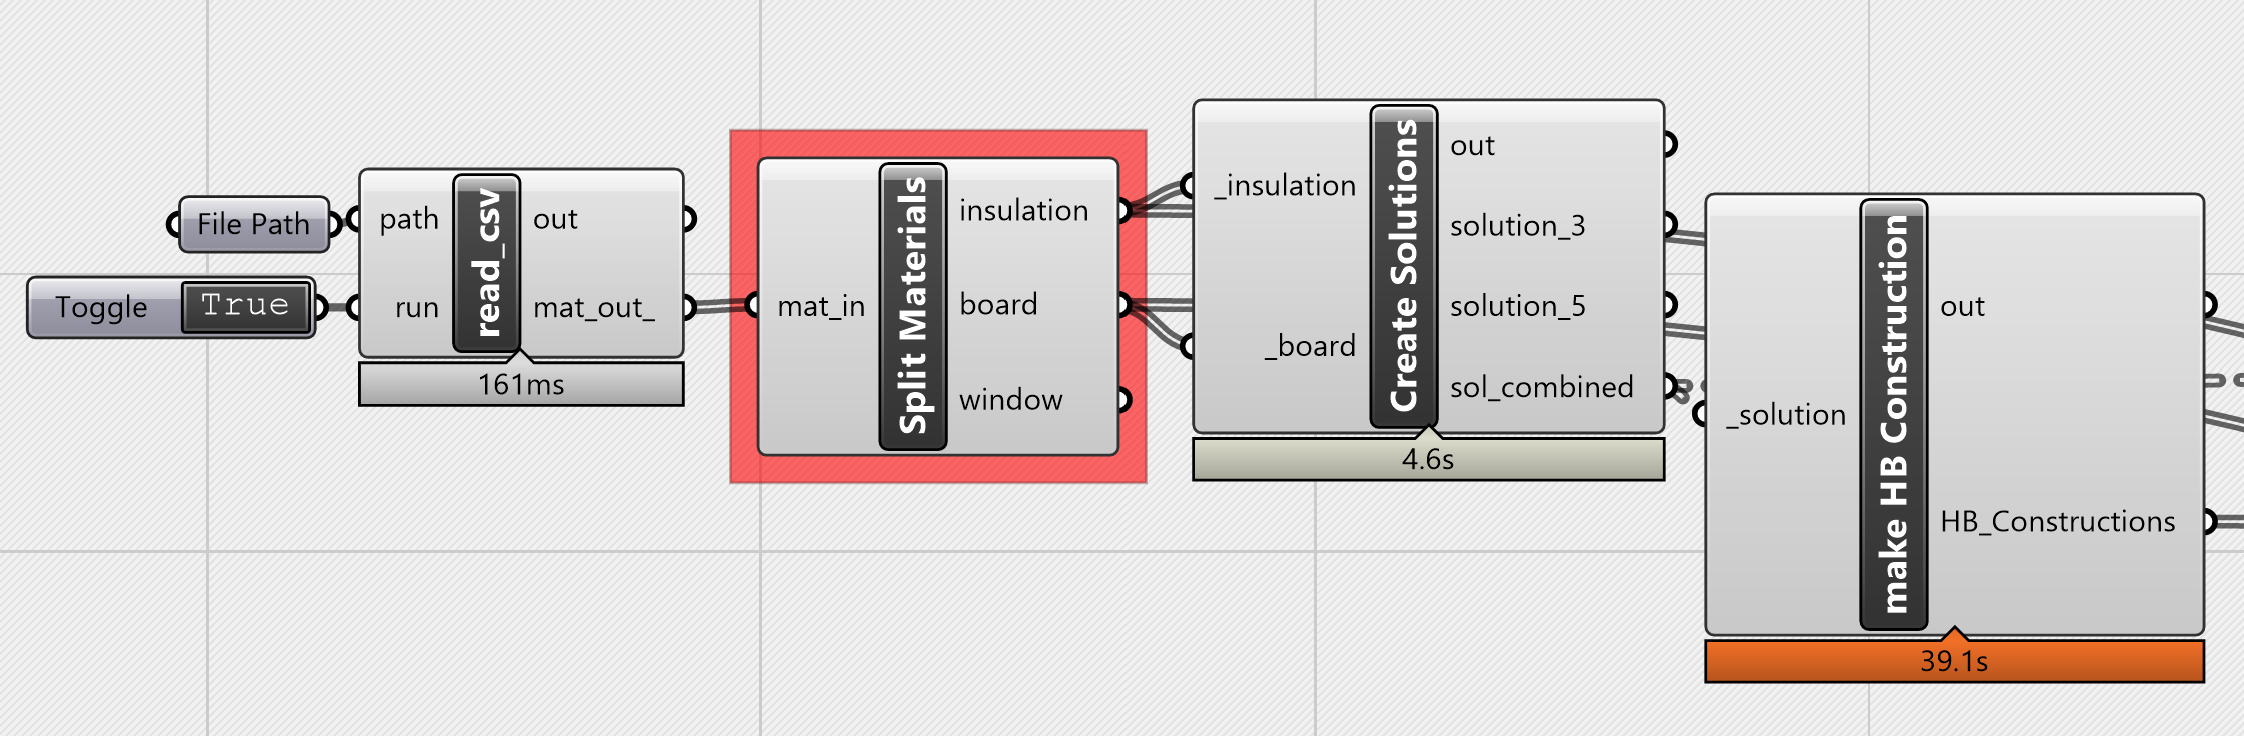 File Path
Toggle
True
path
run
read_csv
out
mat_out_
161ms
mat_in
Split Materials
insulation
board
window
_insulation
_board
Create Solutions
out
solution_3
solution_5
sol_combined
4.6s
_solution
make HB Construction
out
HB_Constructions
39.1s